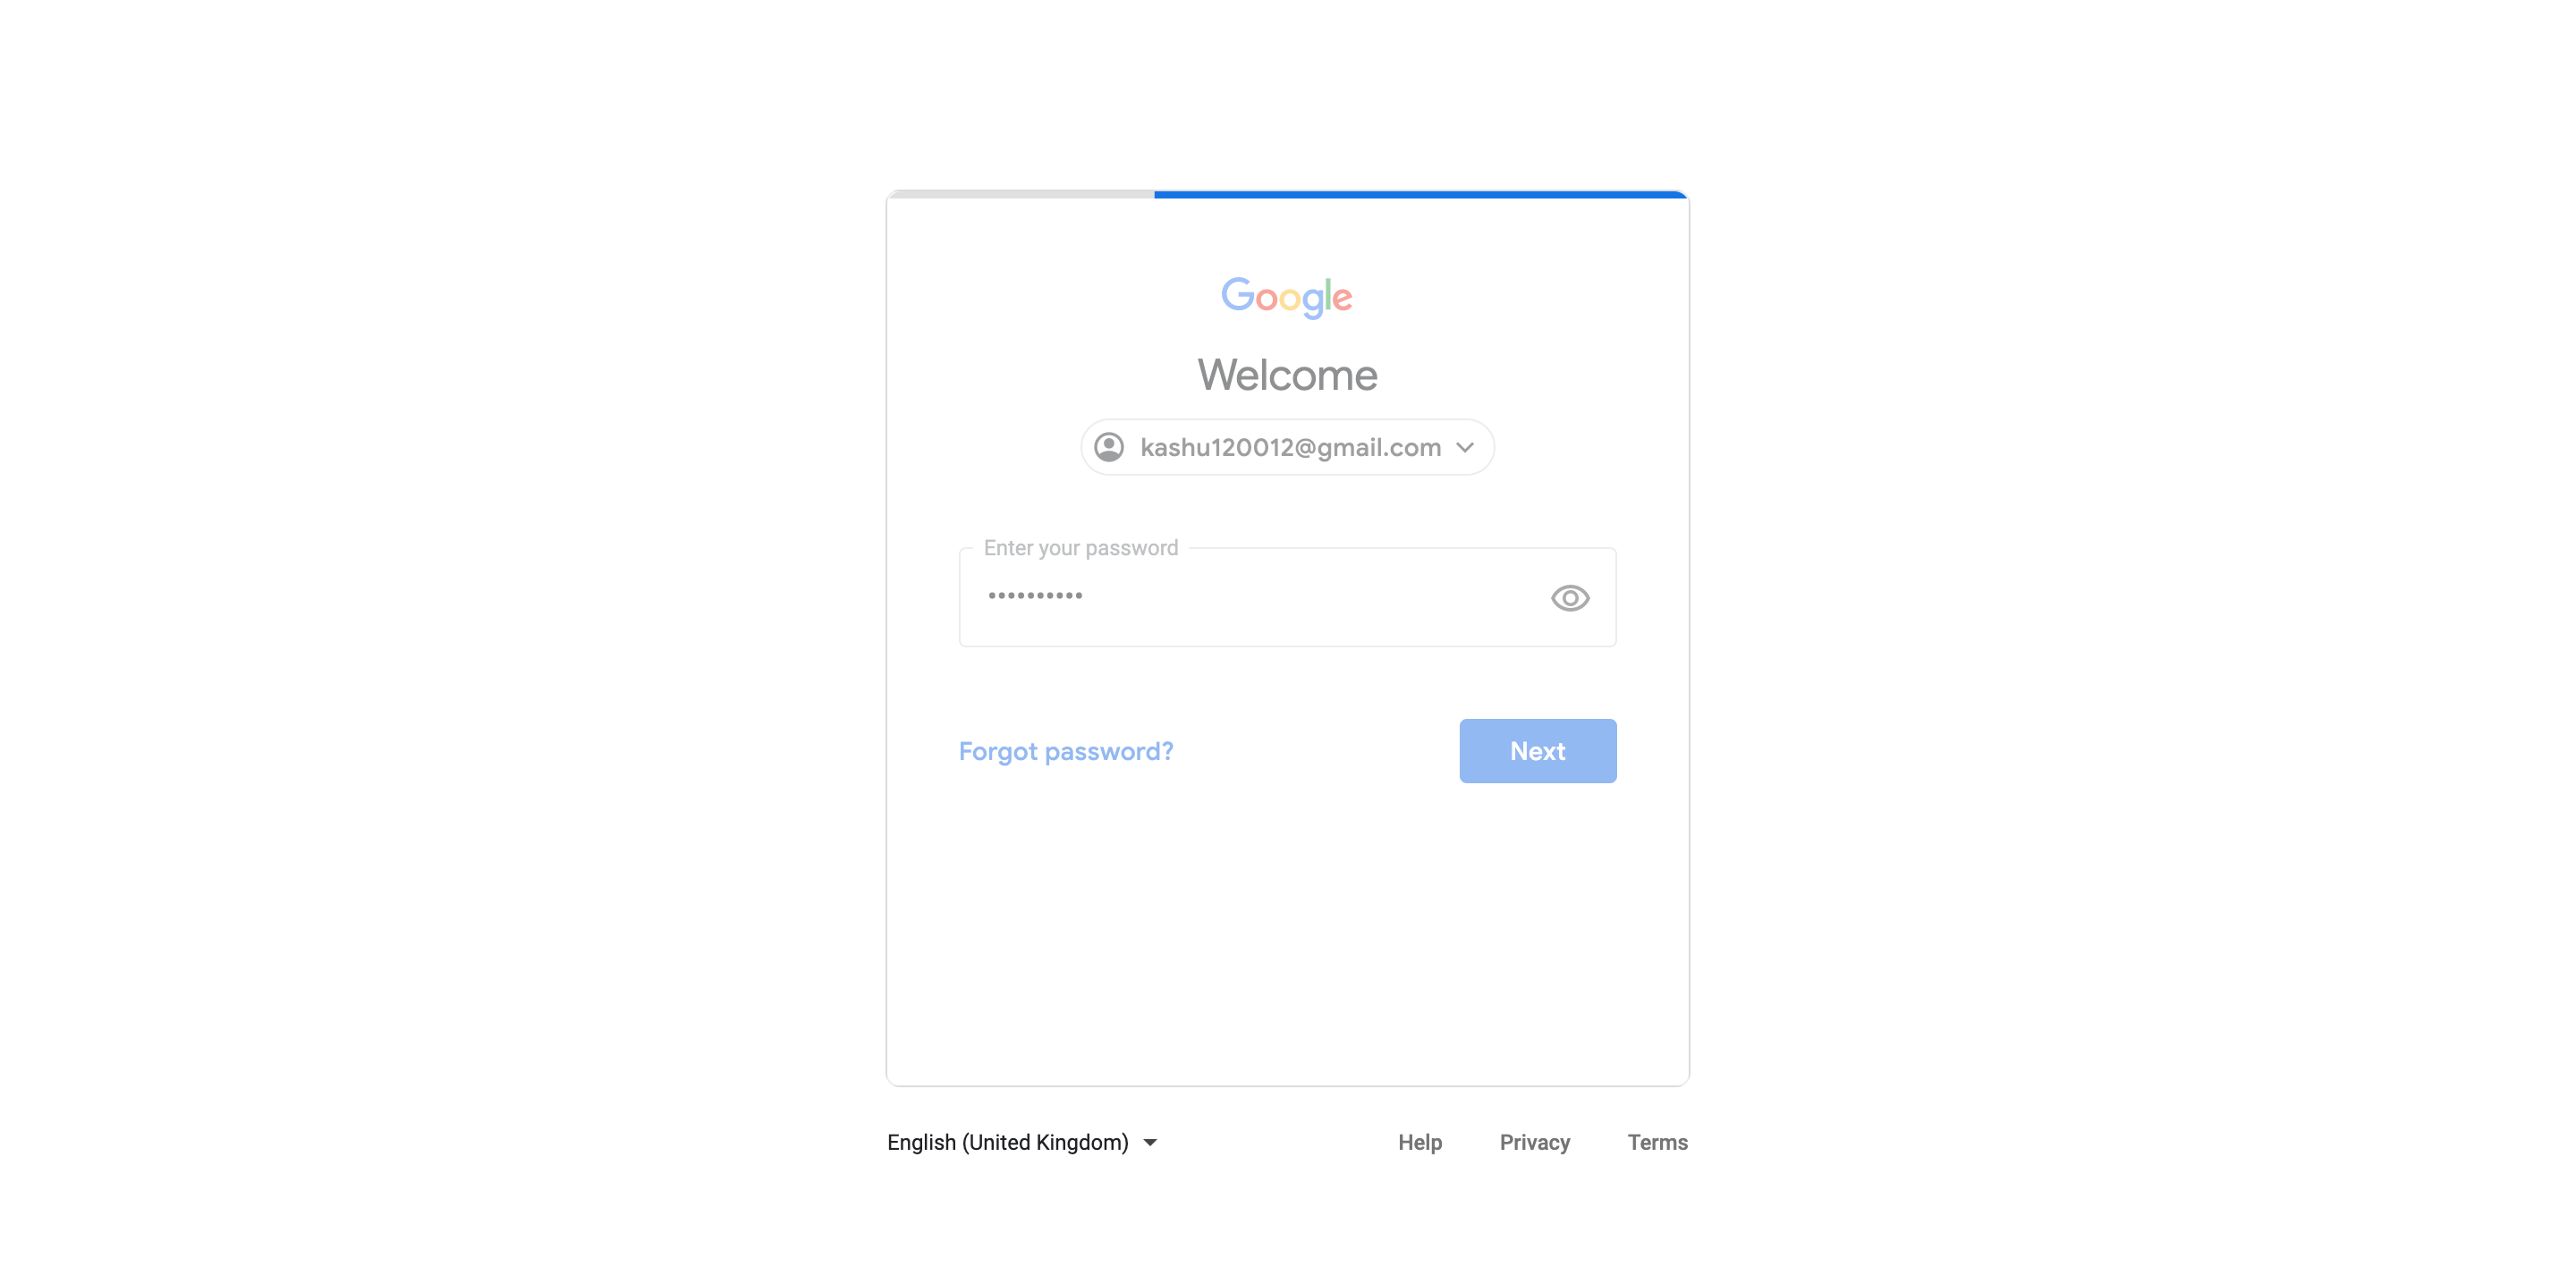 Google
Welcome
kashu120012@gmail.com
Enter your password
••••••••••
Forgot password?
Next
English (United Kingdom)
Help
Privacy
Terms